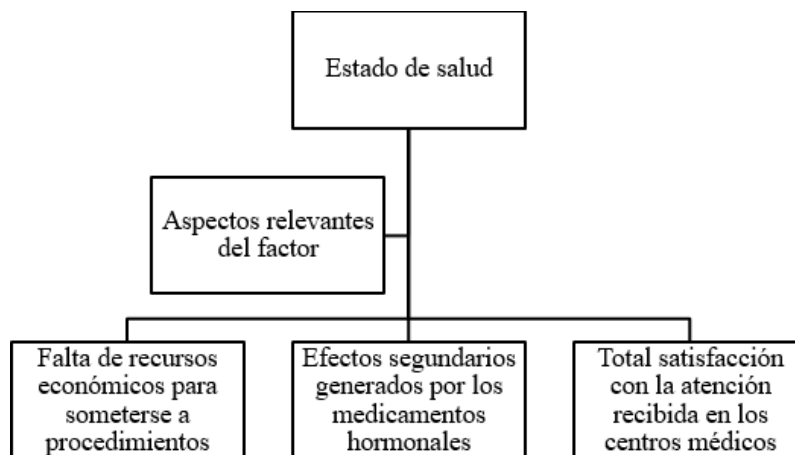 Estado de salud
Aspectos relevantes
del factor
Falta de recursos
económicos para
someterse a
procedimientos
Efectos segundarios
generados por los
medicamentos
hormonales
Total satisfacción
con la atención
recibida en los
centros médicos